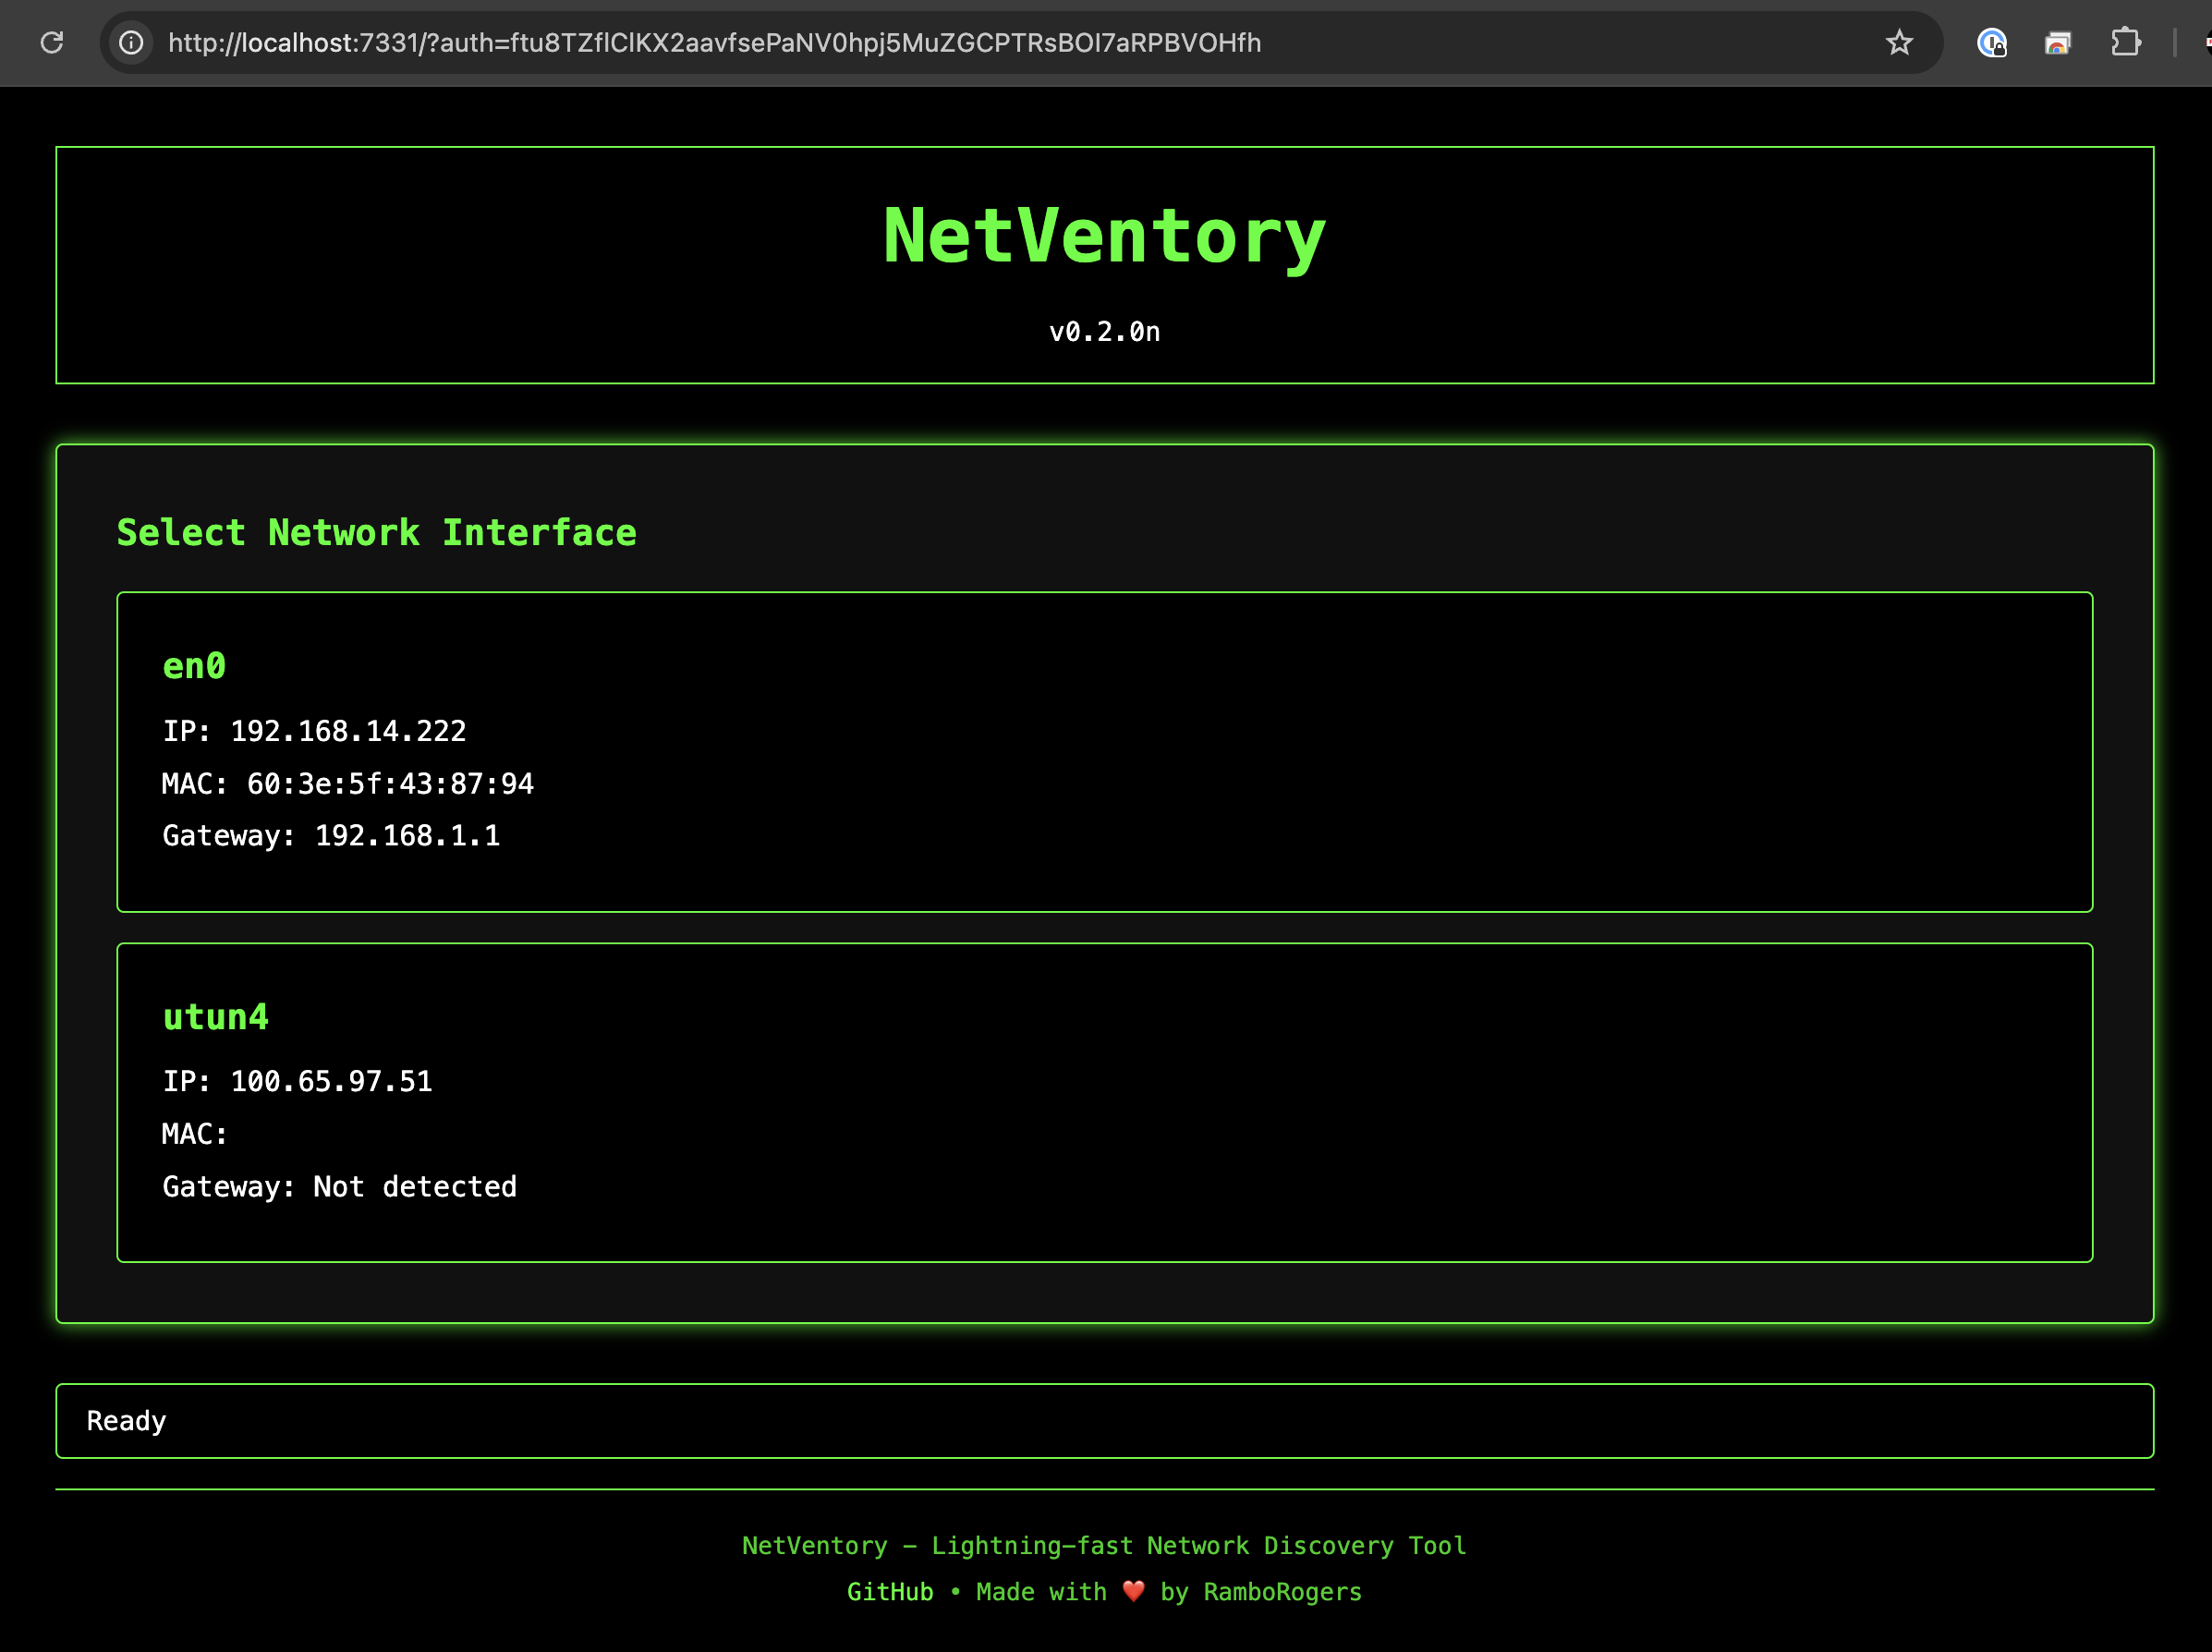 http://localhost:7331/?auth=ftu8TZflClKX2aavfsePaNV0hpj5MuZGCPTRsBOI7aRPBVOHfh
NetVentory
v0.2.0n
Select Network Interface
en0
IP: 192.168.14.222
MAC: 60:3e:5f:43:87:94
Gateway: 192.168.1.1
utun4
IP: 100.65.97.51
MAC:
Gateway: Not detected
Ready
NetVentory - Lightning-fast Network Discovery Tool
GitHub • Made with ❤️ by RamboRogers